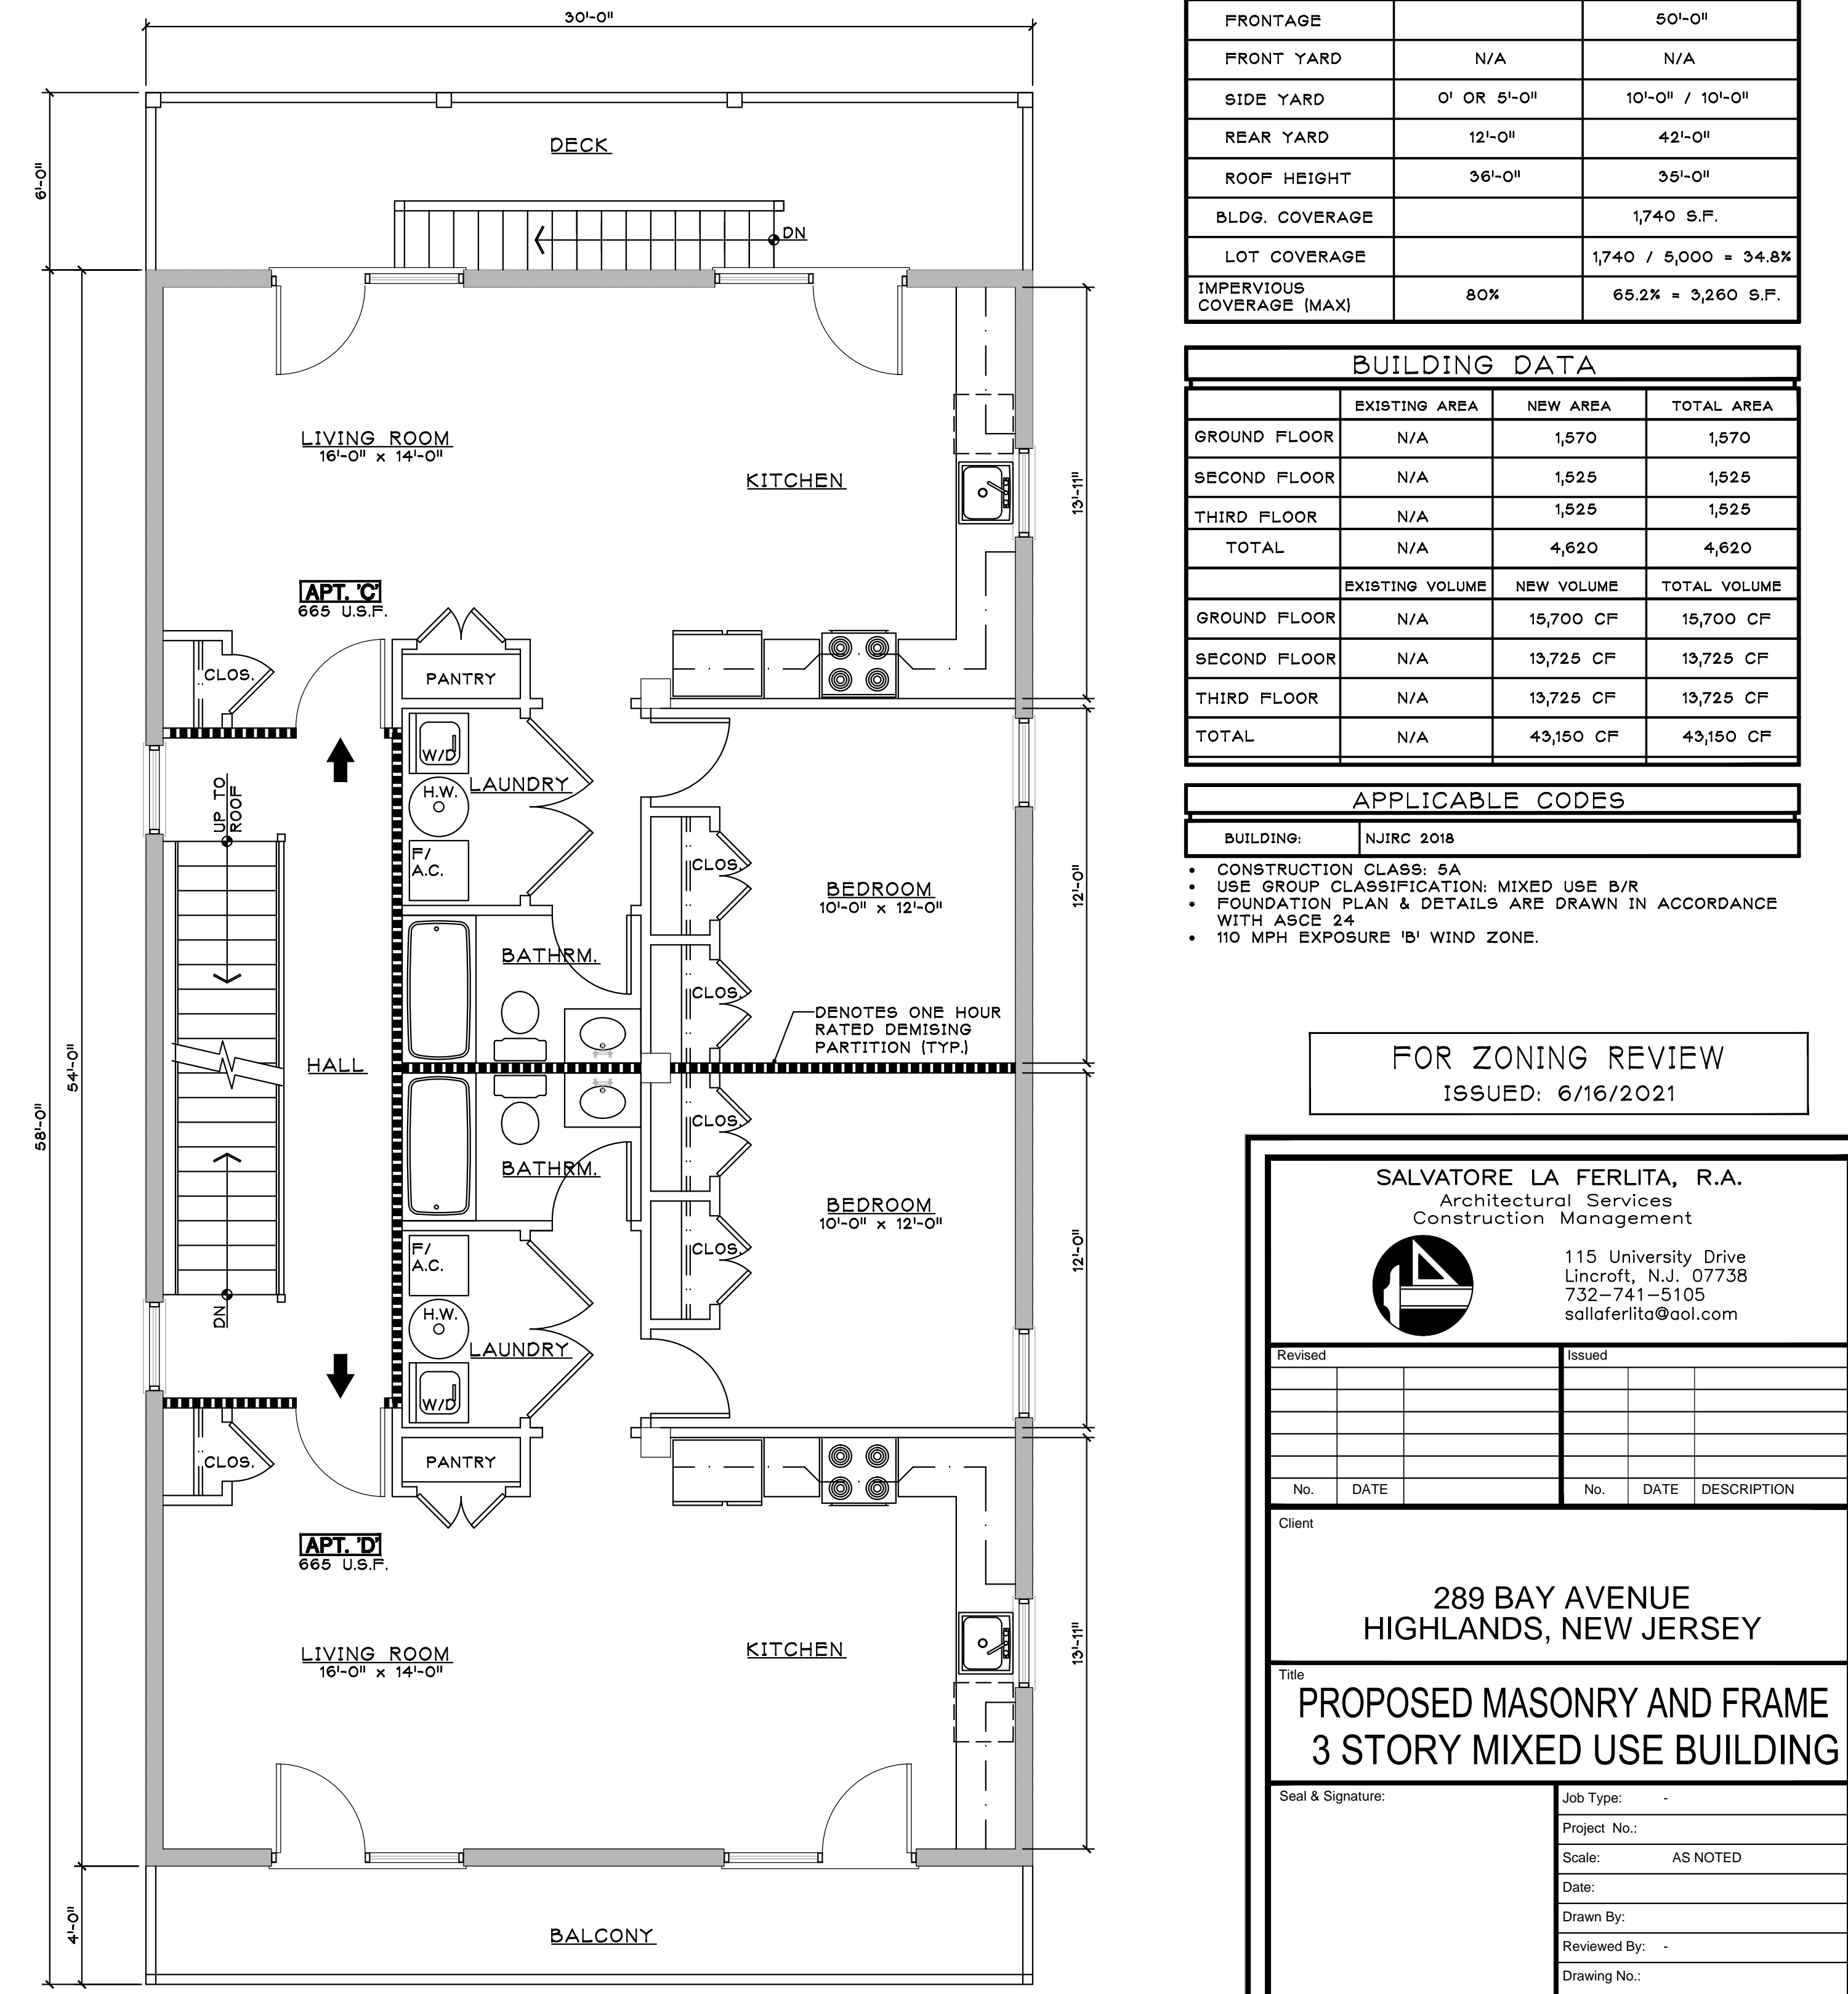 30'-0"
6'-0"
DECK
DN
LIVING ROOM
16'-0" x 14'-0"
KITCHEN
13'-11"
APT. 'C'
665 U.S.F.
CLOS.
PANTRY
W/D
H.W.
LAUNDRY
F/
A.C.
UP TO
ROOF
CLOS.
BEDROOM
10'-0" x 12'-0"
12'-0"
BATHRM.
CLOS.
DENOTES ONE HOUR
RATED DEMISING
PARTITION (TYP.)
HALL
54'-0"
58'-0"
CLOS.
BATHRM.
BEDROOM
10'-0" x 12'-0"
12'-0"
CLOS.
F/
A.C.
H.W.
LAUNDRY
W/D
DN
CLOS.
PANTRY
APT. 'D'
665 U.S.F.
LIVING ROOM
16'-0" x 14'-0"
KITCHEN
13'-11"
4'-0"
BALCONY
FRONTAGE 50'-0"
FRONT YARD N/A N/A
SIDE YARD 0' OR 5'-0" 10'-0" / 10'-0"
REAR YARD 12'-0" 42'-0"
ROOF HEIGHT 36'-0" 35'-0"
BLDG. COVERAGE 1,740 S.F.
LOT COVERAGE 1,740 / 5,000 = 34.8%
IMPERVIOUS
COVERAGE (MAX) 80% 65.2% = 3,260 S.F.
BUILDING DATA
EXISTING AREA NEW AREA TOTAL AREA
GROUND FLOOR N/A 1,570 1,570
SECOND FLOOR N/A 1,525 1,525
THIRD FLOOR N/A 1,525 1,525
TOTAL N/A 4,620 4,620
EXISTING VOLUME NEW VOLUME TOTAL VOLUME
GROUND FLOOR N/A 15,700 CF 15,700 CF
SECOND FLOOR N/A 13,725 CF 13,725 CF
THIRD FLOOR N/A 13,725 CF 13,725 CF
TOTAL N/A 43,150 CF 43,150 CF
APPLICABLE CODES
BUILDING: NJIRC 2018
• CONSTRUCTION CLASS: 5A
• USE GROUP CLASSIFICATION: MIXED USE B/R
• FOUNDATION PLAN & DETAILS ARE DRAWN IN ACCORDANCE
WITH ASCE 24
• 110 MPH EXPOSURE 'B' WIND ZONE.
FOR ZONING REVIEW
ISSUED: 6/16/2021
SALVATORE LA FERLITA, R.A.
Architectural Services
Construction Management
115 University Drive
Lincroft, N.J. 07738
732-741-5105
sallaferlita@aol.com
Revised Issued
No. DATE No. DATE DESCRIPTION
Client
289 BAY AVENUE
HIGHLANDS, NEW JERSEY
Title
PROPOSED MASONRY AND FRAME
3 STORY MIXED USE BUILDING
Seal & Signature:
Job Type: -
Project No.:
Scale: AS NOTED
Date:
Drawn By:
Reviewed By: -
Drawing No.: